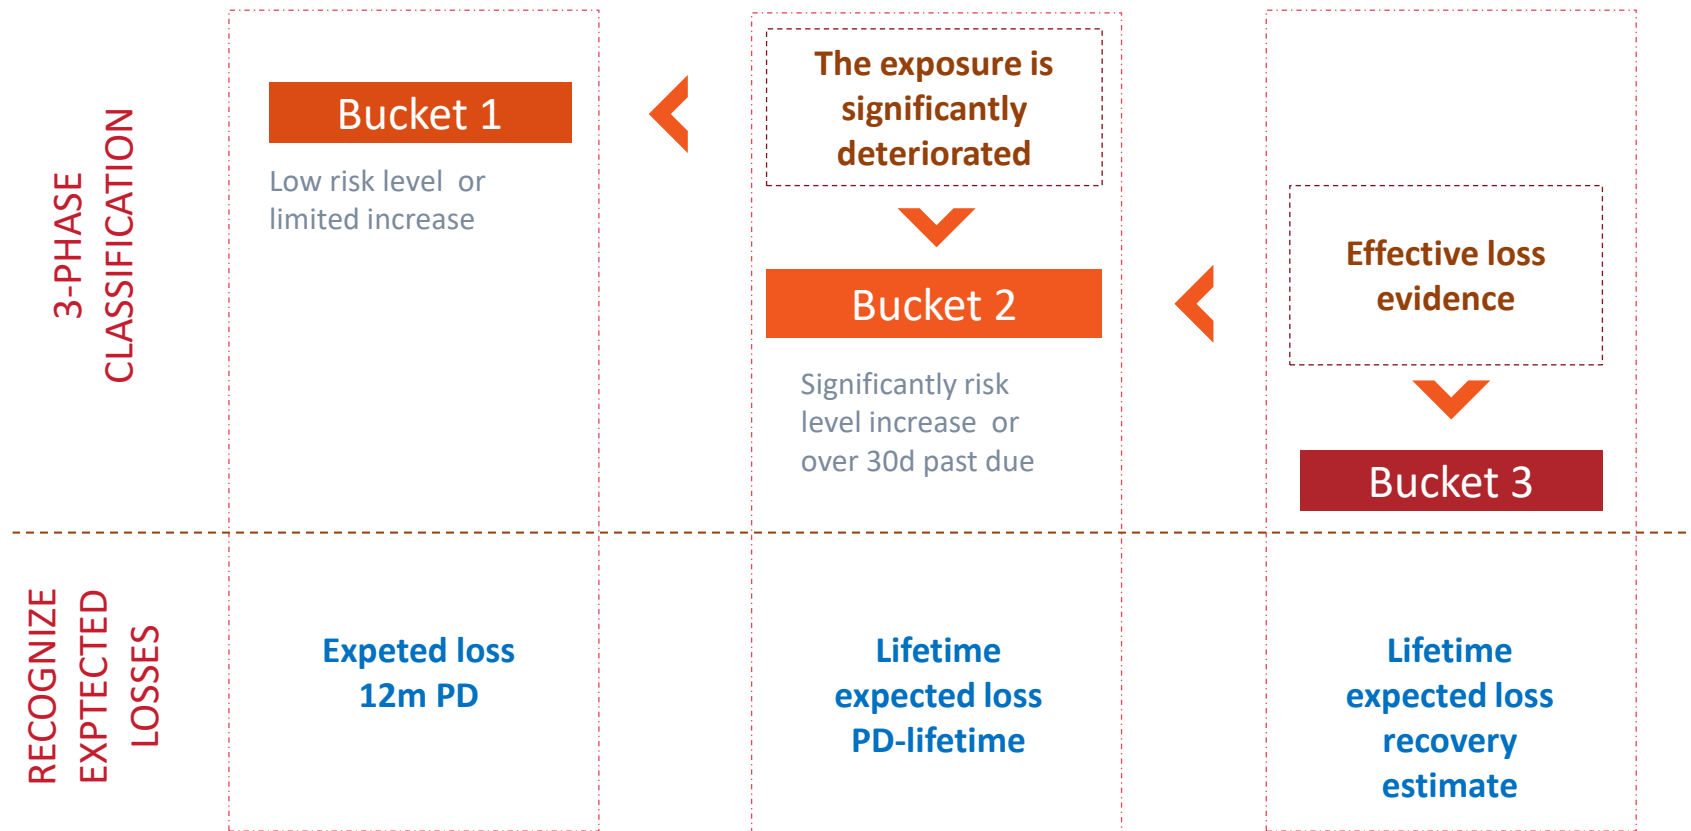 3-PHASE
CLASSIFICATION
Bucket 1
Low risk level or
limited increase
The exposure is
significantly
deteriorated
Bucket 2
Significantly risk
level increase or
over 30d past due
Effective loss
evidence
Bucket 3
RECOGNIZE
EXPTECTED
LOSSES
Expeted loss
12m PD
Lifetime
expected loss
PD-lifetime
Lifetime
expected loss
recovery
estimate